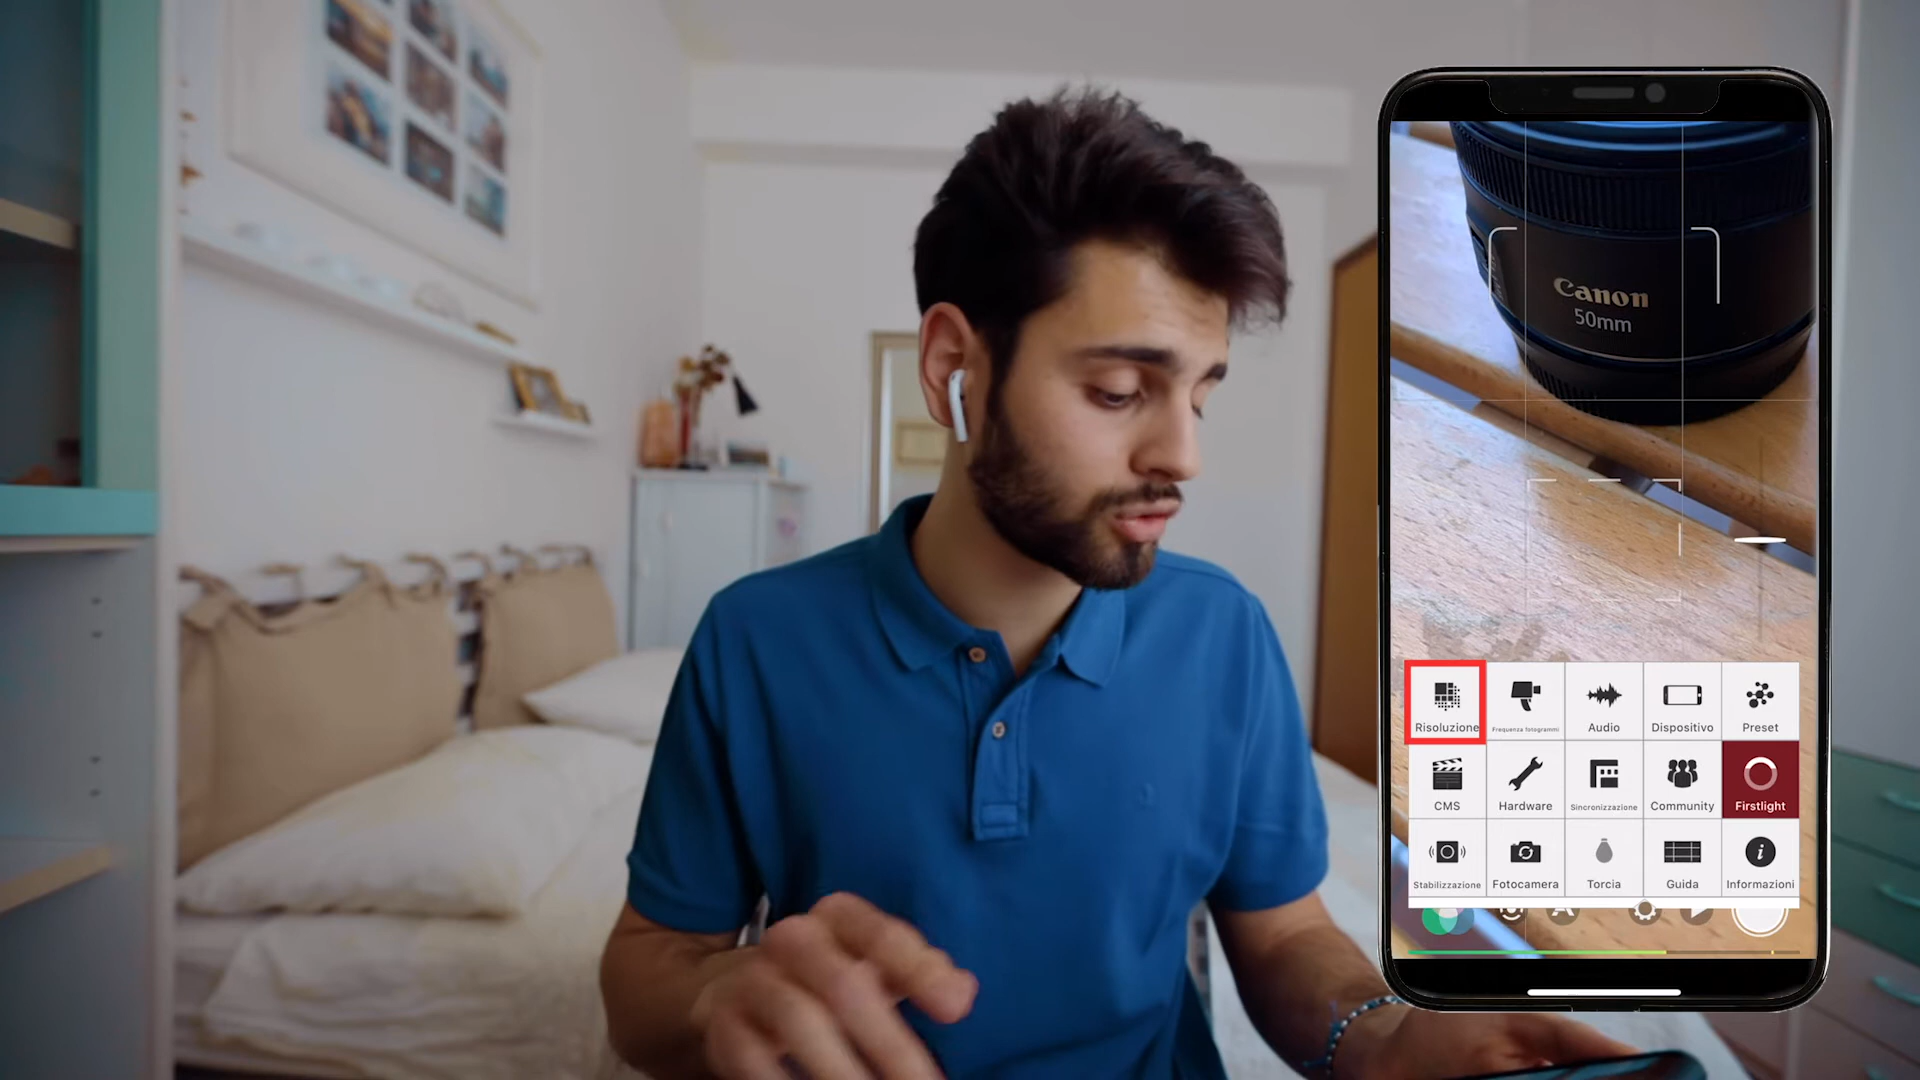 Canon
50mm
Risoluzione
Frequenza fotogrammi
Audio
Dispositivo
Preset
CMS
Hardware
Sincronizzazione
Community
Firstlight
Stabilizzazione
Fotocamera
Torcia
Guida
Informazioni